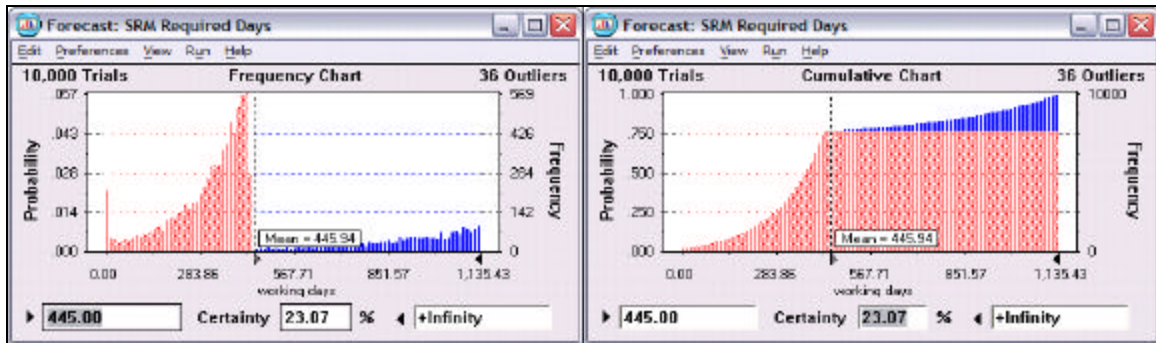 Forecast: SRM Required Days
Edit Preferences View Run Help
10,000 Trials Frequency Chart 36 Outliers
.057 569
.043 426
.028 284
.014 142
.000 0
Probability
Frequency
Mean = 445.94
0.00 283.86 567.71 851.57 1,135.43
working days
445.00 Certainty 23.07 % +Infinity
Forecast: SRM Required Days
Edit Preferences View Run Help
10,000 Trials Cumulative Chart 36 Outliers
1.000 10000
.750
.500
.250
.000 0
Probability
Frequency
Mean = 445.94
0.00 283.86 567.71 851.57 1,135.43
working days
445.00 Certainty 23.07 % +Infinity